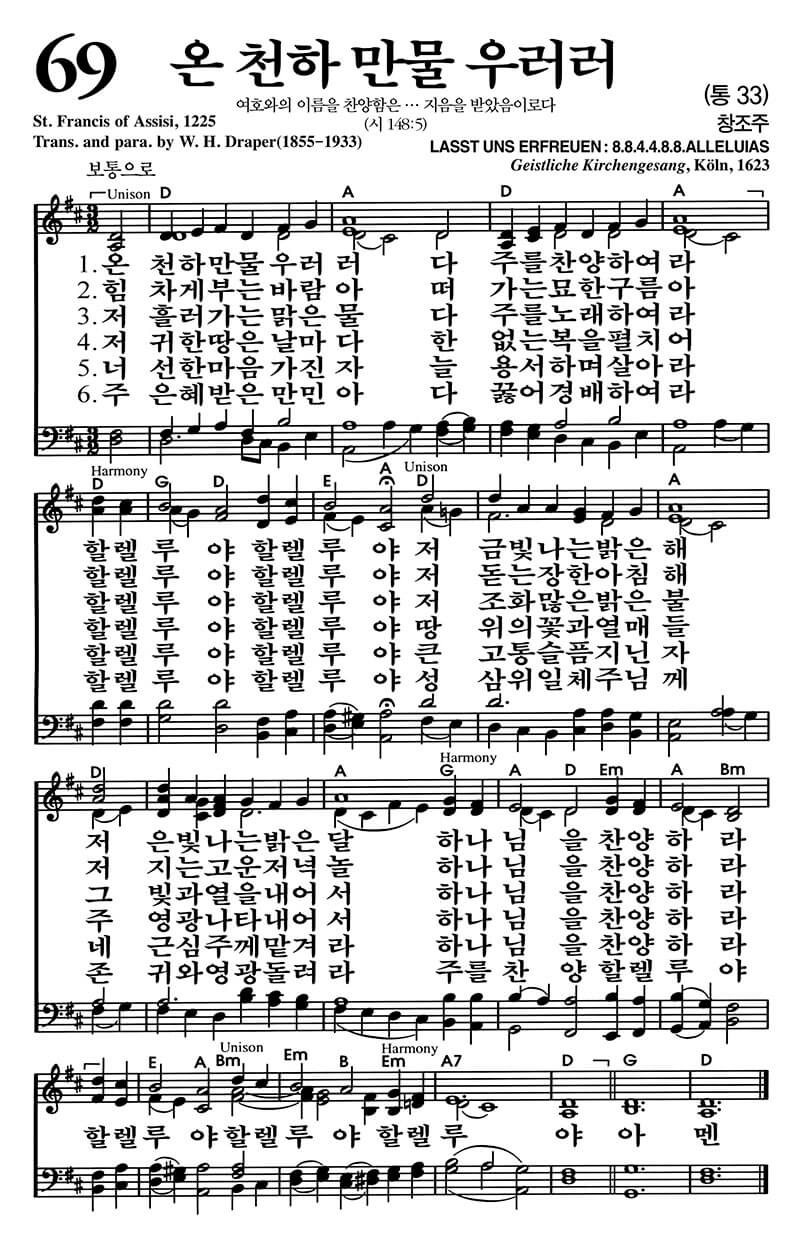 69 온 천하 만물 우러러
여호와의 이름을 찬양함은 … 지음을 받았음이로다
(시 148:5)
(통 33)
창조주
St. Francis of Assisi, 1225
Trans. and para. by W. H. Draper(1855-1933)
LASST UNS ERFREUEN : 8.8.4.4.8.8.ALLELUIAS
Geistliche Kirchengesang, Köln, 1623
보통으로
Unison D A D A
1. 온 천하만물우러러 다 주를찬양하여라
2. 힘 차게부는바람아 떠 가는묘한구름아
3. 저 흘러가는맑은물 다 주를노래하여라
4. 저 귀한땅은날마다 한 없는복을펼치어
5. 너 선한마음가진자 늘 용서하며살아라
6. 주 은혜받은만민아 다 꿇어경배하여라
Harmony Unison
D G D E A A
할렐루 야할렐루 야저 금빛나는밝은해
할렐루 야할렐루 야저 돋는장한아침해
할렐루 야할렐루 야저 조화많은밝은불
할렐루 야할렐루 야땅 위의꽃과열매들
할렐루 야할렐루 야큰 고통슬픔지닌자
할렐루 야할렐루 야성 삼위일체주님께
Harmony
D A G A D Em A Bm
저 은빛나는밝은달 하나님 을찬양하 라
저 지는고운저녁놀 하나님 을찬양하 라
그 빛과열을내어서 하나님 을찬양하 라
주 영광나타내어서 하나님 을찬양하 라
네 근심주께맡겨라 하나님 을찬양하 라
존 귀와영광돌려라 주를찬 양할렐루 야
Unison Harmony
E A Bm Em B Em A7 D G D
할렐루 야할렐루 야할렐루 야 아 멘